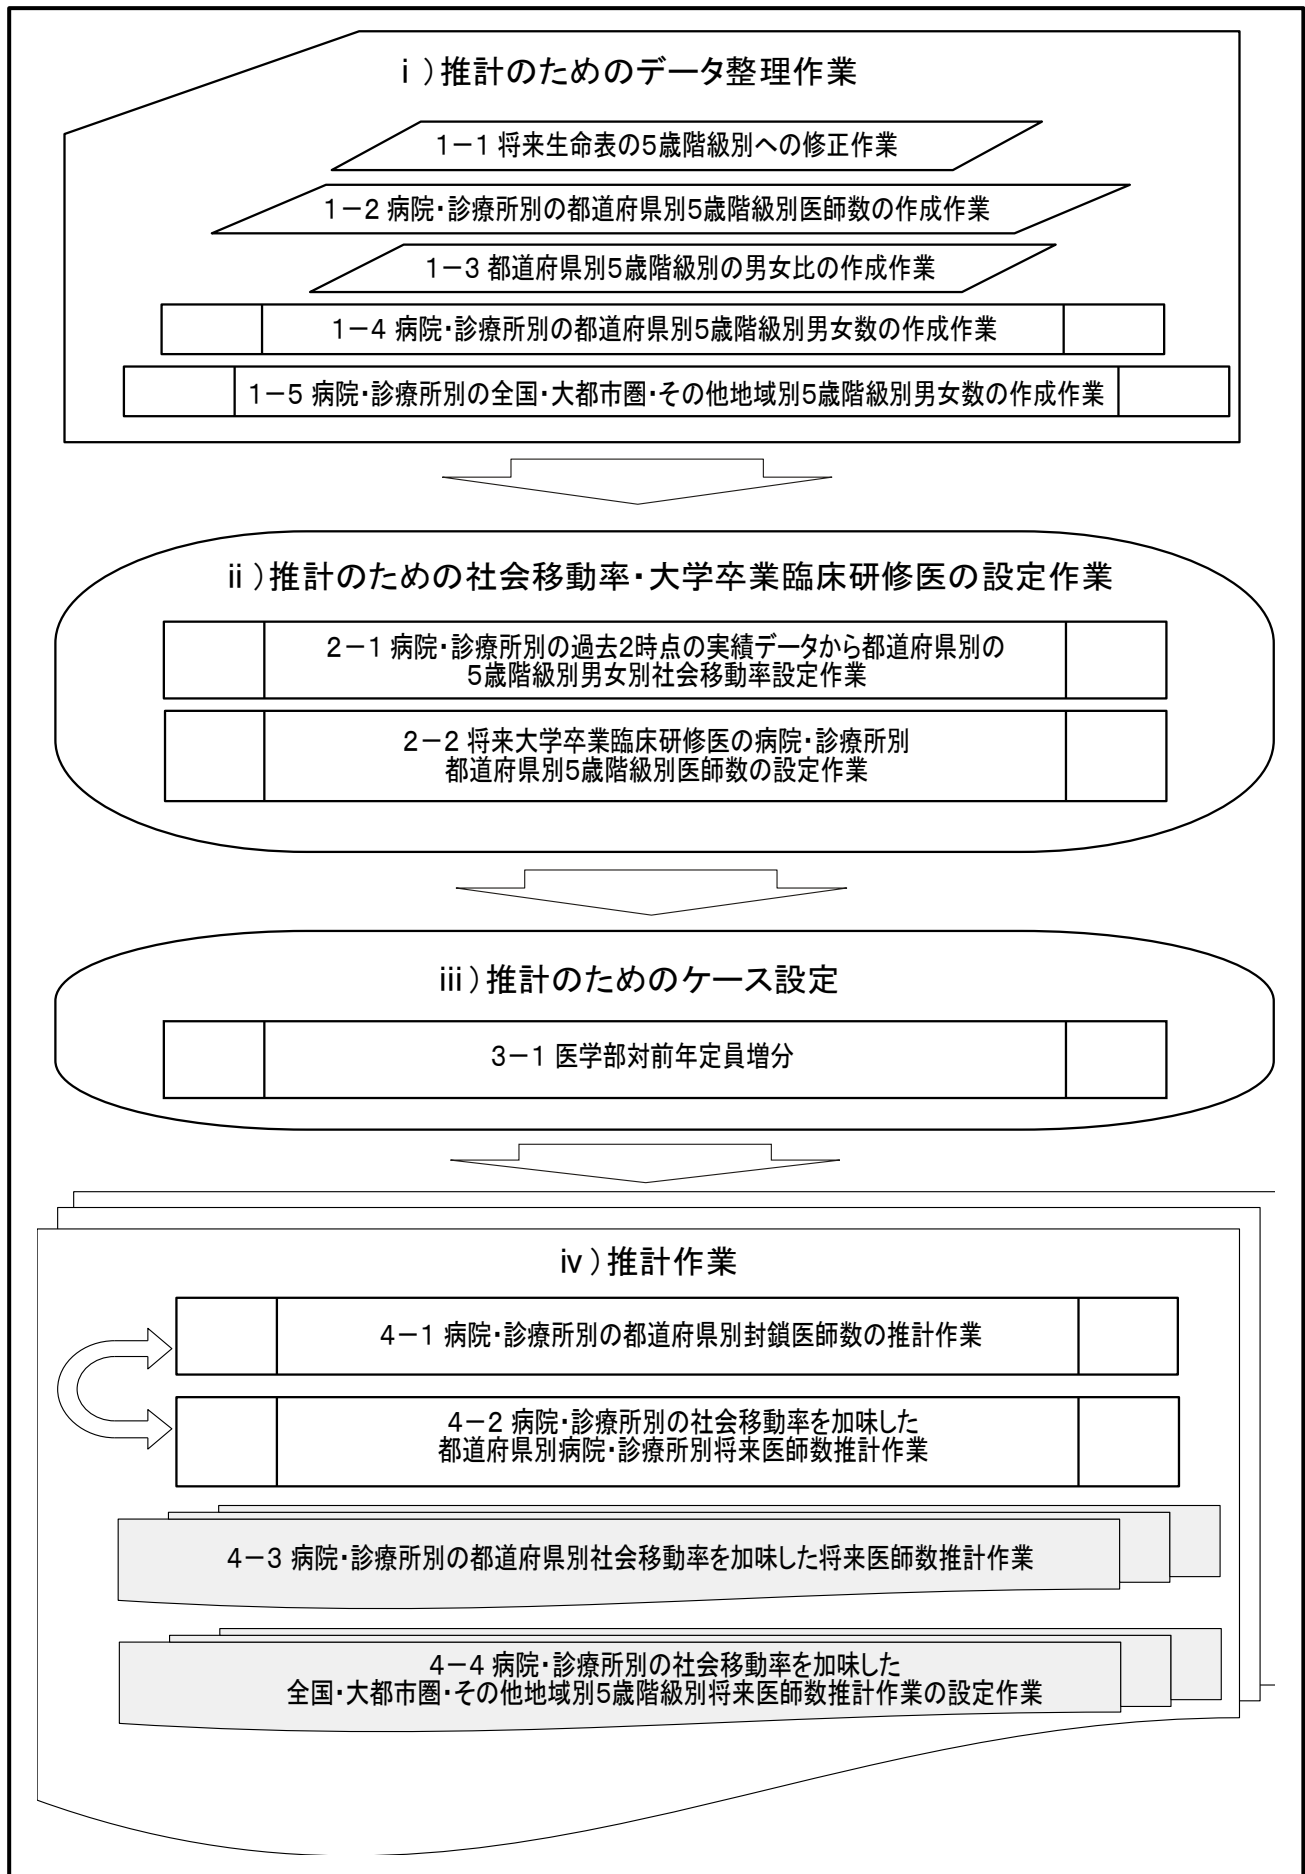 ⅰ）推計のためのデータ整理作業
1－1 将来生命表の5歳階級別への修正作業
1－2 病院・診療所別の都道府県別5歳階級別医師数の作成作業
1－3 都道府県別5歳階級別の男女比の作成作業
1－4 病院・診療所別の都道府県別5歳階級別男女数の作成作業
1－5 病院・診療所別の全国・大都市圏・その他地域別5歳階級別男女数の作成作業
ⅱ）推計のための社会移動率・大学卒業臨床研修医の設定作業
2－1 病院・診療所別の過去2時点の実績データから都道府県別の
5歳階級別男女別社会移動率設定作業
2－2 将来大学卒業臨床研修医の病院・診療所別
都道府県別5歳階級別医師数の設定作業
ⅲ）推計のためのケース設定
3－1 医学部対前年定員増分
ⅳ）推計作業
4－1 病院・診療所別の都道府県別封鎖医師数の推計作業
4－2 病院・診療所別の社会移動率を加味した
都道府県別病院・診療所別将来医師数推計作業
4－3 病院・診療所別の都道府県別社会移動率を加味した将来医師数推計作業
4－4 病院・診療所別の社会移動率を加味した
全国・大都市圏・その他地域別5歳階級別将来医師数推計作業の設定作業